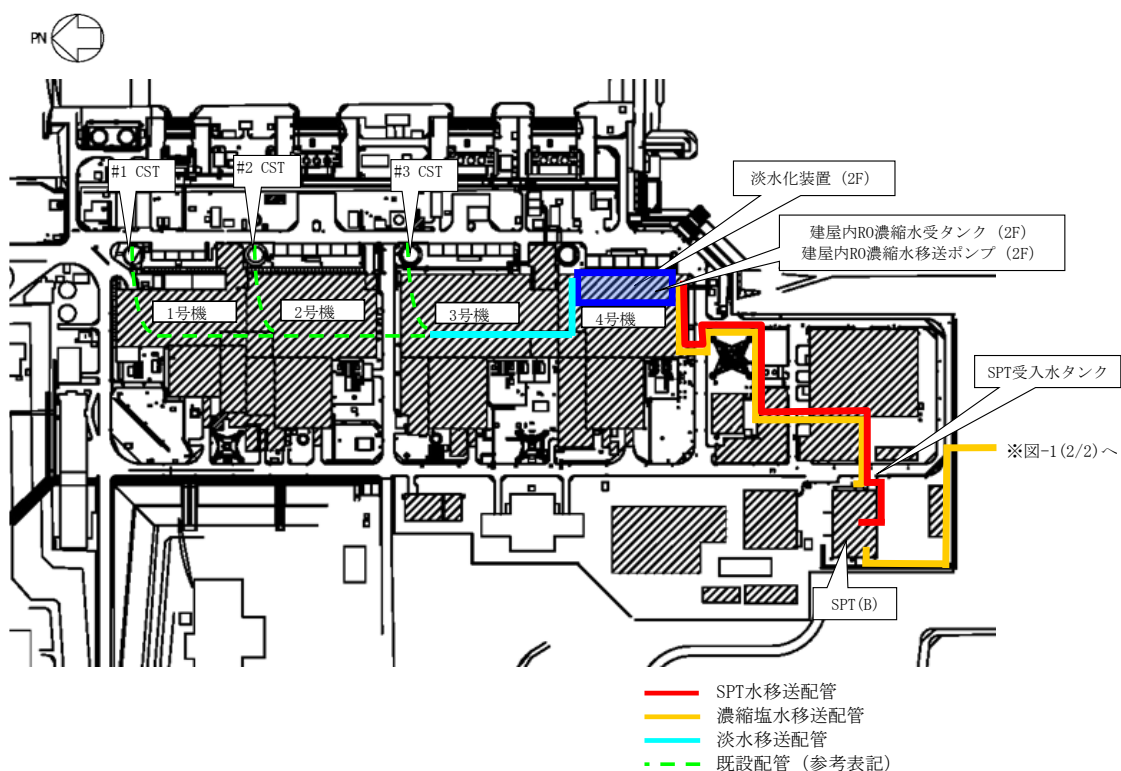 PN
#1 CST
#2 CST
#3 CST
淡水化装置 (2F)
建屋内RO濃縮水受タンク (2F)
建屋内RO濃縮水移送ポンプ (2F)
1号機
2号機
3号機
4号機
SPT受入水タンク
※図-1(2/2)へ
SPT(B)
SPT水移送配管
濃縮塩水移送配管
淡水移送配管
既設配管 (参考表記)